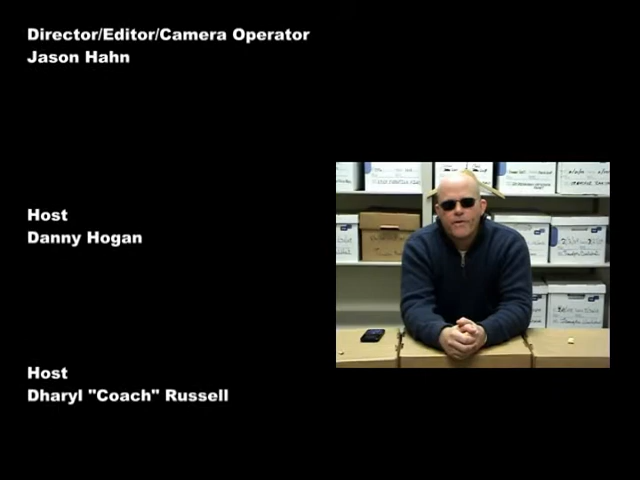 Director/Editor/Camera Operator
Jason Hahn
Host
Danny Hogan
Host
Dharyl "Coach" Russell